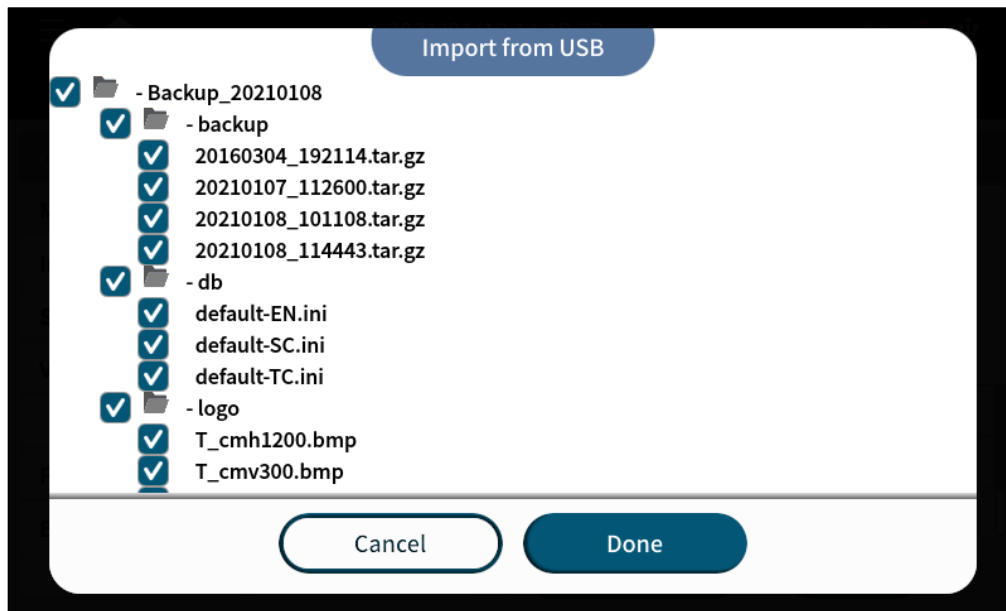 Import from USB
- Backup_20210108
- backup
20160304_192114.tar.gz
20210107_112600.tar.gz
20210108_101108.tar.gz
20210108_114443.tar.gz
- db
default-EN.ini
default-SC.ini
default-TC.ini
- logo
T_cmh1200.bmp
T_cmv300.bmp
Cancel
Done